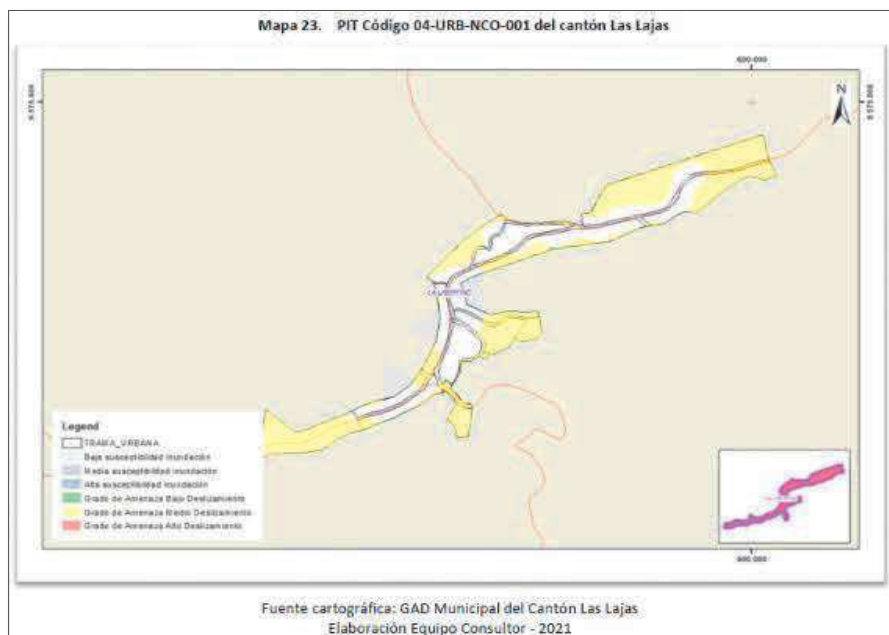 Mapa 23. PIT Código 04-URB-NCO-001 del cantón Las Lajas
600.000
N
LA LIBERTAD
Legend
TRAMA_URBANA
Baja susceptibilidad inundación
Media susceptibilidad inundación
Alta susceptibilidad inundación
Grado de Amenaza Bajo Deslizamiento
Grado de Amenaza Medio Deslizamiento
Grado de Amenaza Alto Deslizamiento
600.000
Fuente cartográfica: GAD Municipal del Cantón Las Lajas
Elaboración Equipo Consultor - 2021